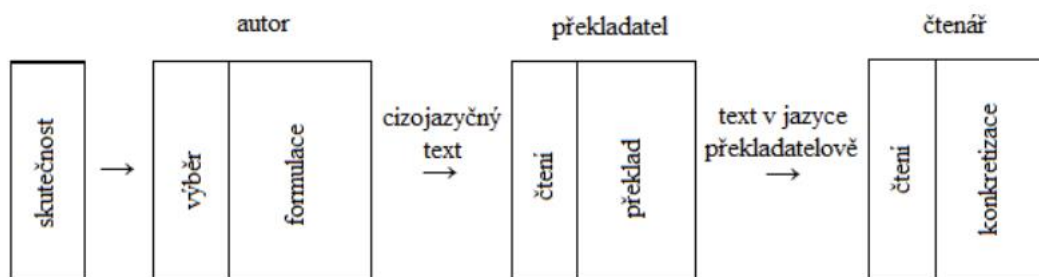 autor
překladatel
čtenář
skutečnost
→
výběr
formulace
cizojazyčný
text
→
čtení
překlad
text v jazyce
překladatelově
→
čtení
konkretizace